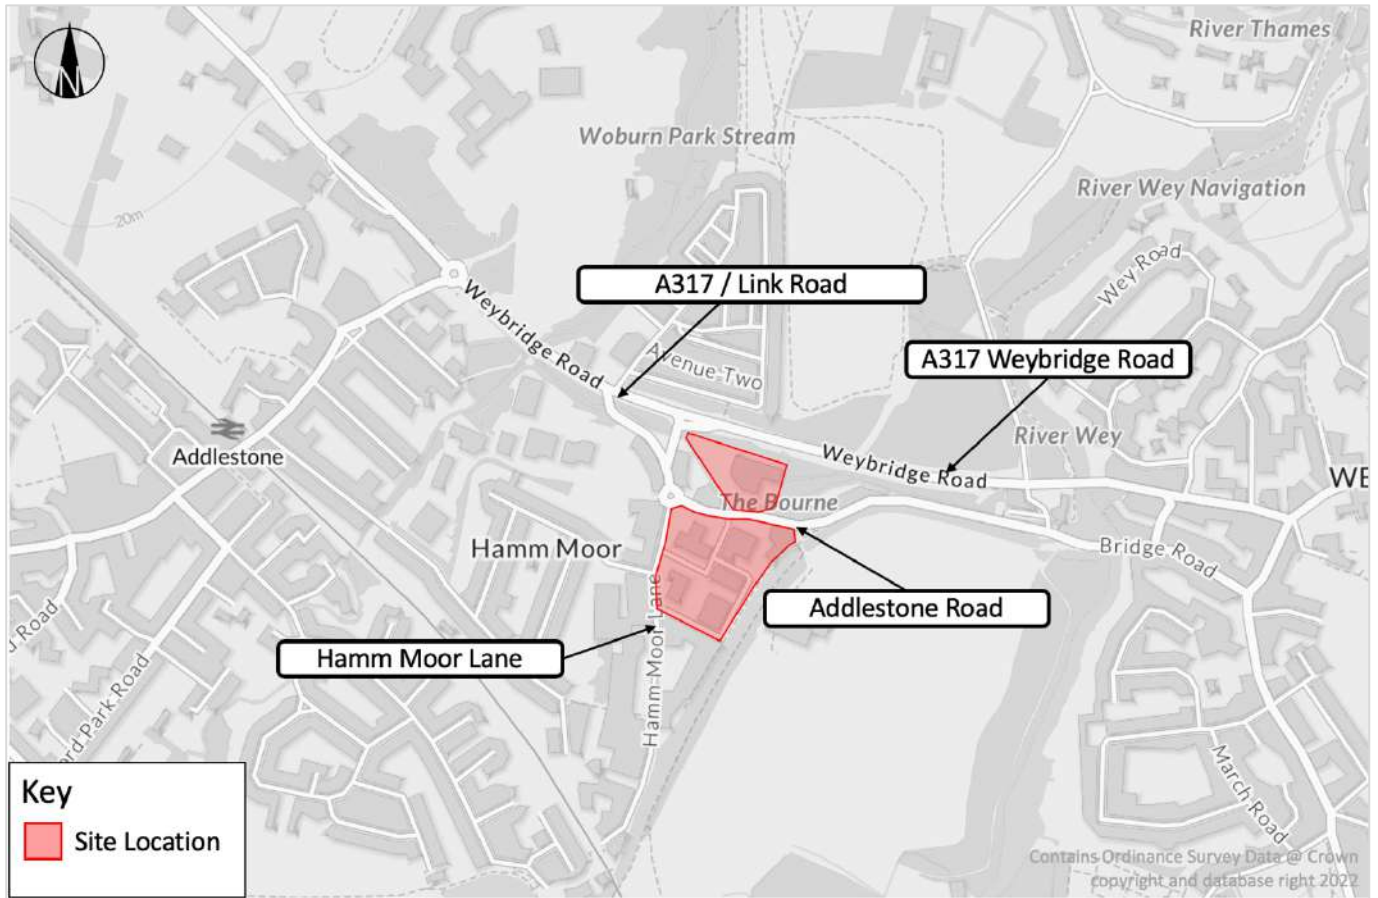 River Thames
N
Woburn Park Stream
River Wey Navigation
20m
Wey Road
A317 / Link Road
Weybridge Road
A317 Weybridge Road
Avenue Two
River Wey
Addlestone
Weybridge Road
WE
The Bourne
Hamm Moor
Bridge Road
Addlestone Road
Hamm Moor Lane
Hamm Moor Lane
d Road
ard Park Road
March Road
Key
Site Location
Contains Ordinance Survey Data @ Crown
copyright and database right 2022